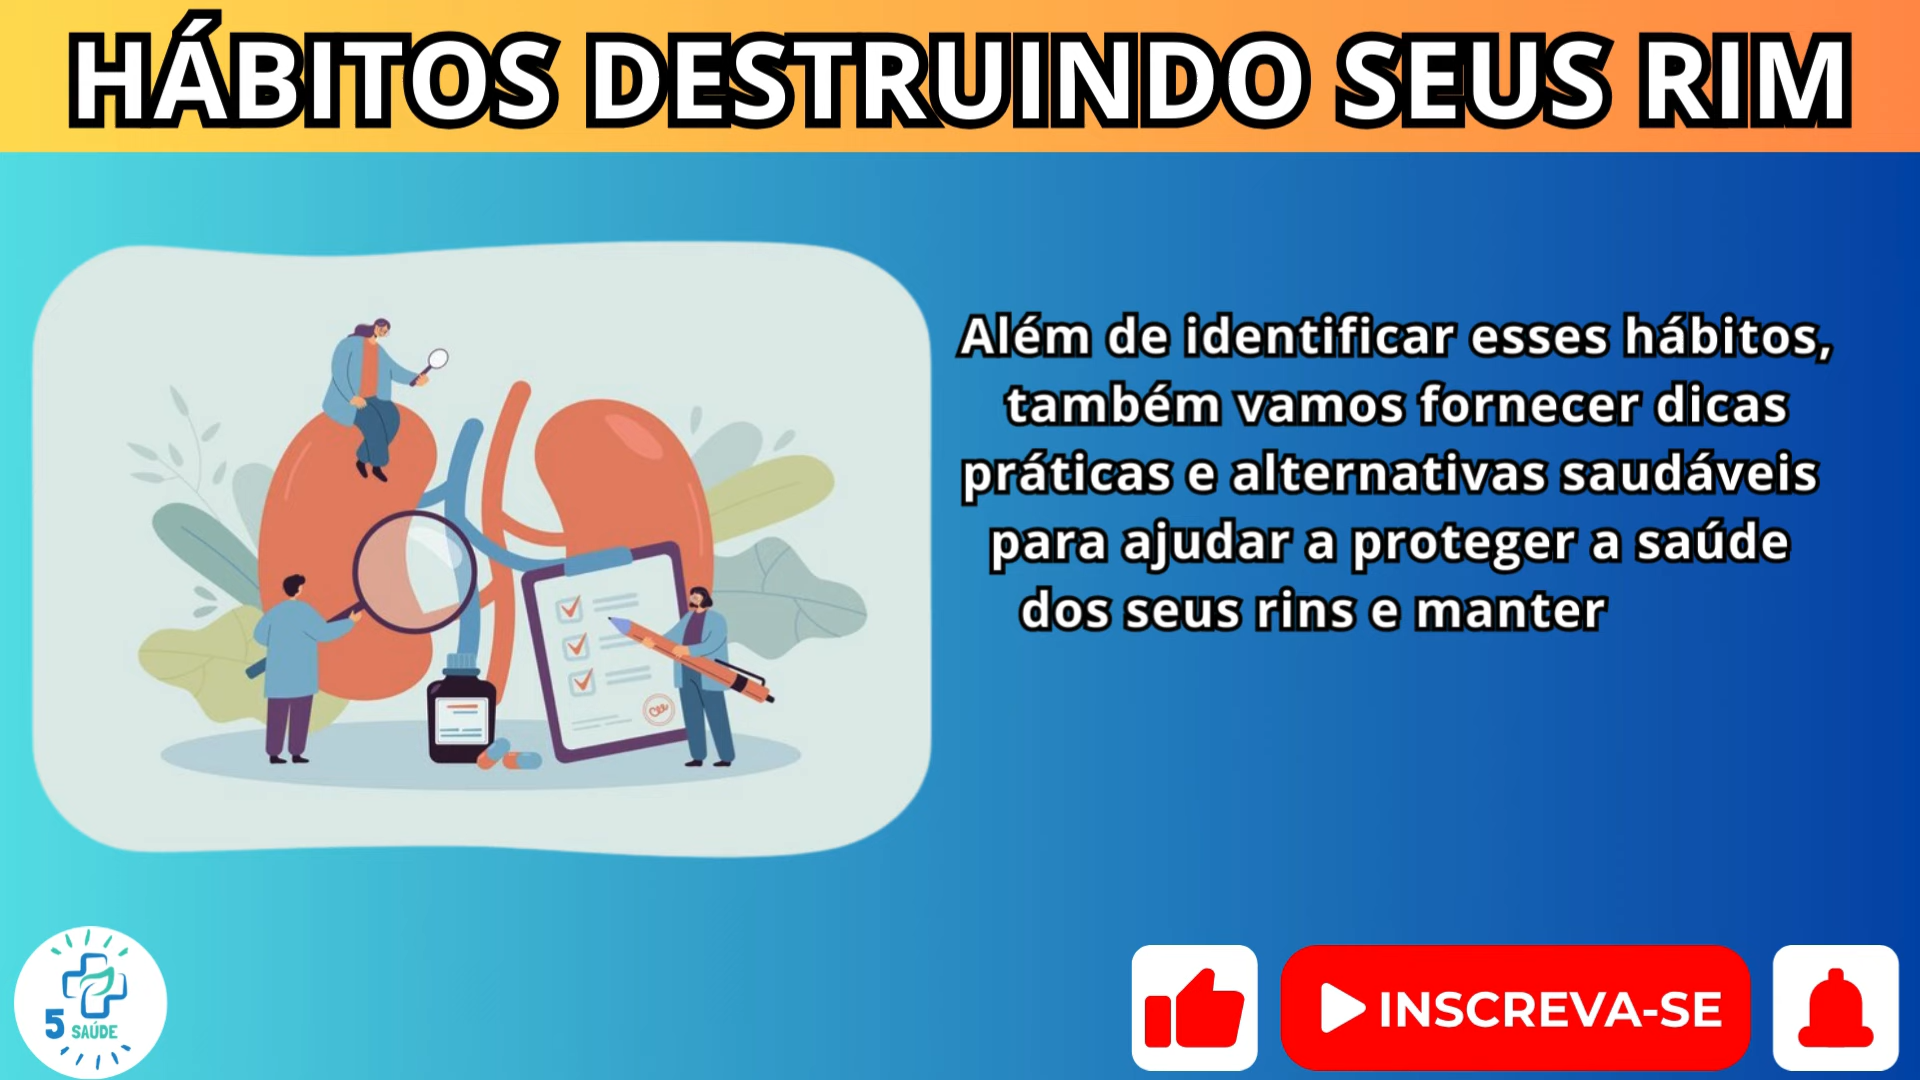 HÁBITOS DESTRUINDO SEUS RIM
Além de identificar esses hábitos,
também vamos fornecer dicas
práticas e alternativas saudáveis
para ajudar a proteger a saúde
dos seus rins e manter
5 SAÚDE
INSCREVA-SE